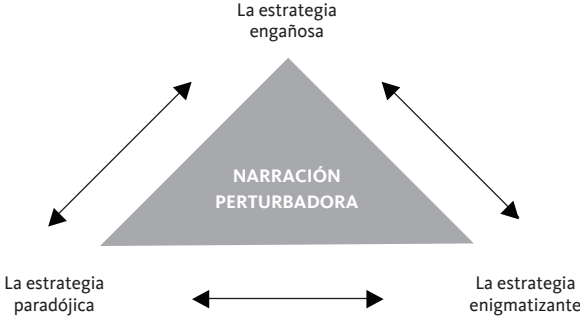 La estrategia
engañosa
NARRACIÓN
PERTURBADORA
La estrategia
paradójica
La estrategia
enigmatizante